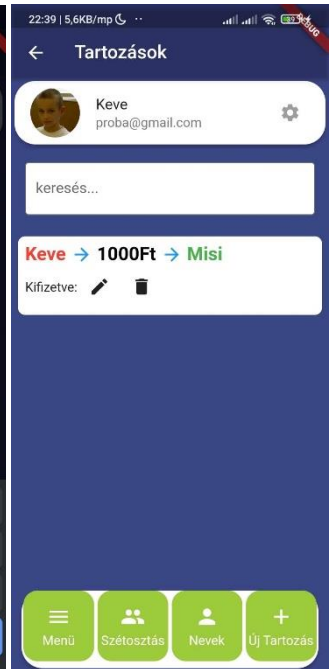 22:39 | 5,6KB/mp
Tartozások
Keve
proba@gmail.com
keresés...
Keve → 1000Ft → Misi
Kifizetve:
Menü
Szétosztás
Nevek
Új Tartozás